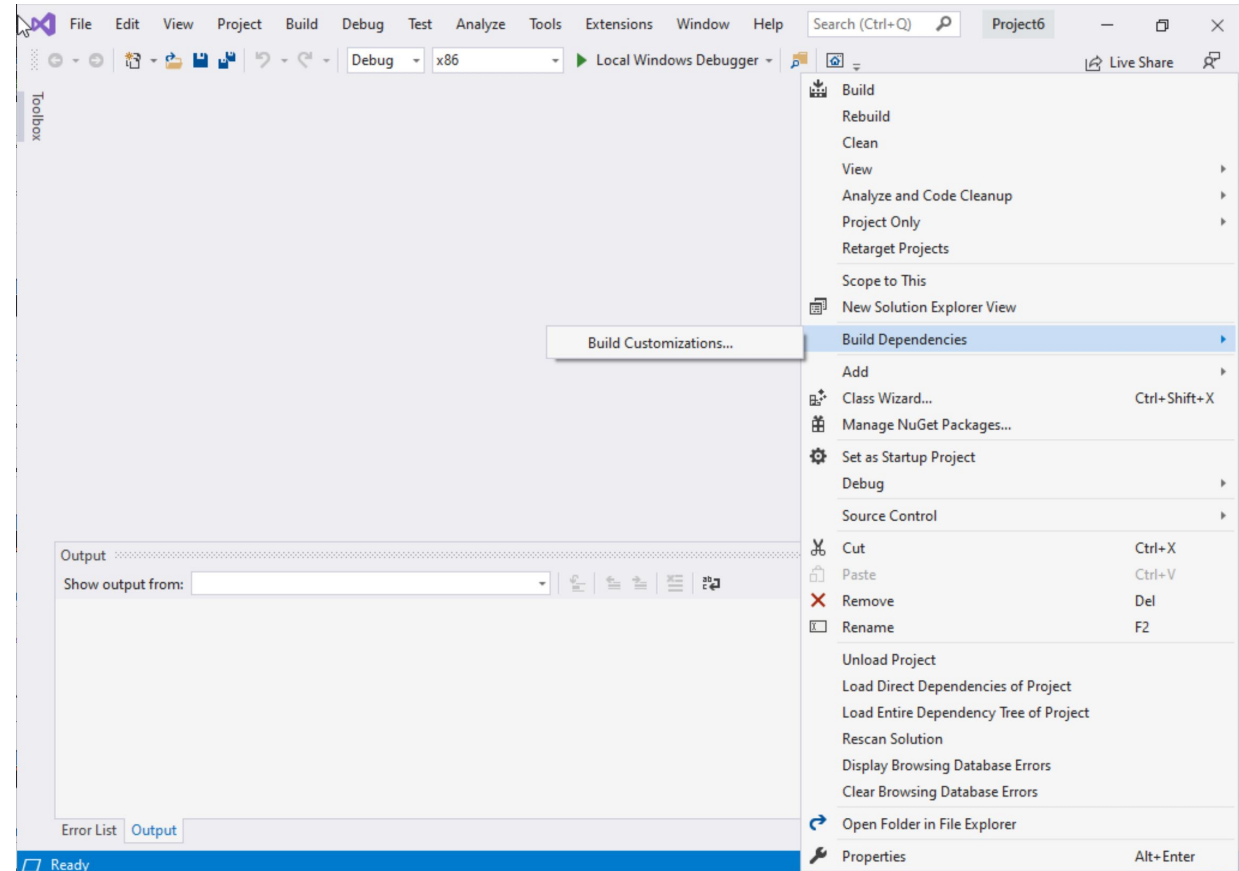 File Edit View Project Build Debug Test Analyze Tools Extensions Window Help Search (Ctrl+Q) Project6
Debug x86 Local Windows Debugger Live Share
Toolbox
Build
Rebuild
Clean
View
Analyze and Code Cleanup
Project Only
Retarget Projects
Scope to This
New Solution Explorer View
Build Customizations...
Build Dependencies
Add
Class Wizard... Ctrl+Shift+X
Manage NuGet Packages...
Set as Startup Project
Debug
Source Control
Cut Ctrl+X
Paste Ctrl+V
Remove Del
Rename F2
Unload Project
Load Direct Dependencies of Project
Load Entire Dependency Tree of Project
Rescan Solution
Display Browsing Database Errors
Clear Browsing Database Errors
Open Folder in File Explorer
Properties Alt+Enter
Output
Show output from:
Error List Output
Ready